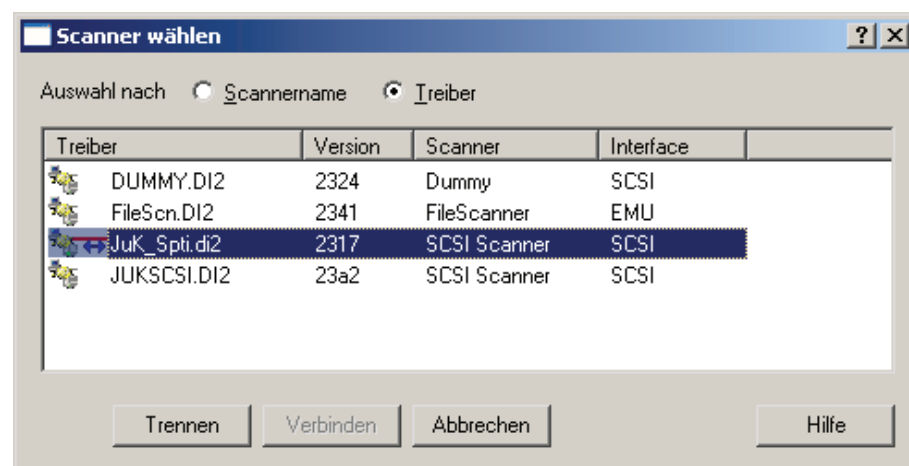 Scanner wählen
Auswahl nach Scannername Treiber
Treiber Version Scanner Interface
DUMMY.DI2 2324 Dummy SCSI
FileScn.DI2 2341 FileScanner EMU
JuK_Spti.di2 2317 SCSI Scanner SCSI
JUKSCSI.DI2 23a2 SCSI Scanner SCSI
Trennen Verbinden Abbrechen Hilfe